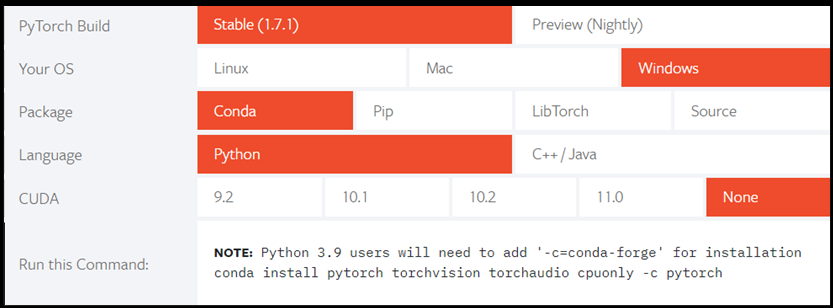 PyTorch Build Stable (1.7.1) Preview (Nightly)
Your OS Linux Mac Windows
Package Conda Pip LibTorch Source
Language Python C++ / Java
CUDA 9.2 10.1 10.2 11.0 None
Run this Command: NOTE: Python 3.9 users will need to add '-c=conda-forge' for installation
conda install pytorch torchvision torchaudio cpuonly -c pytorch